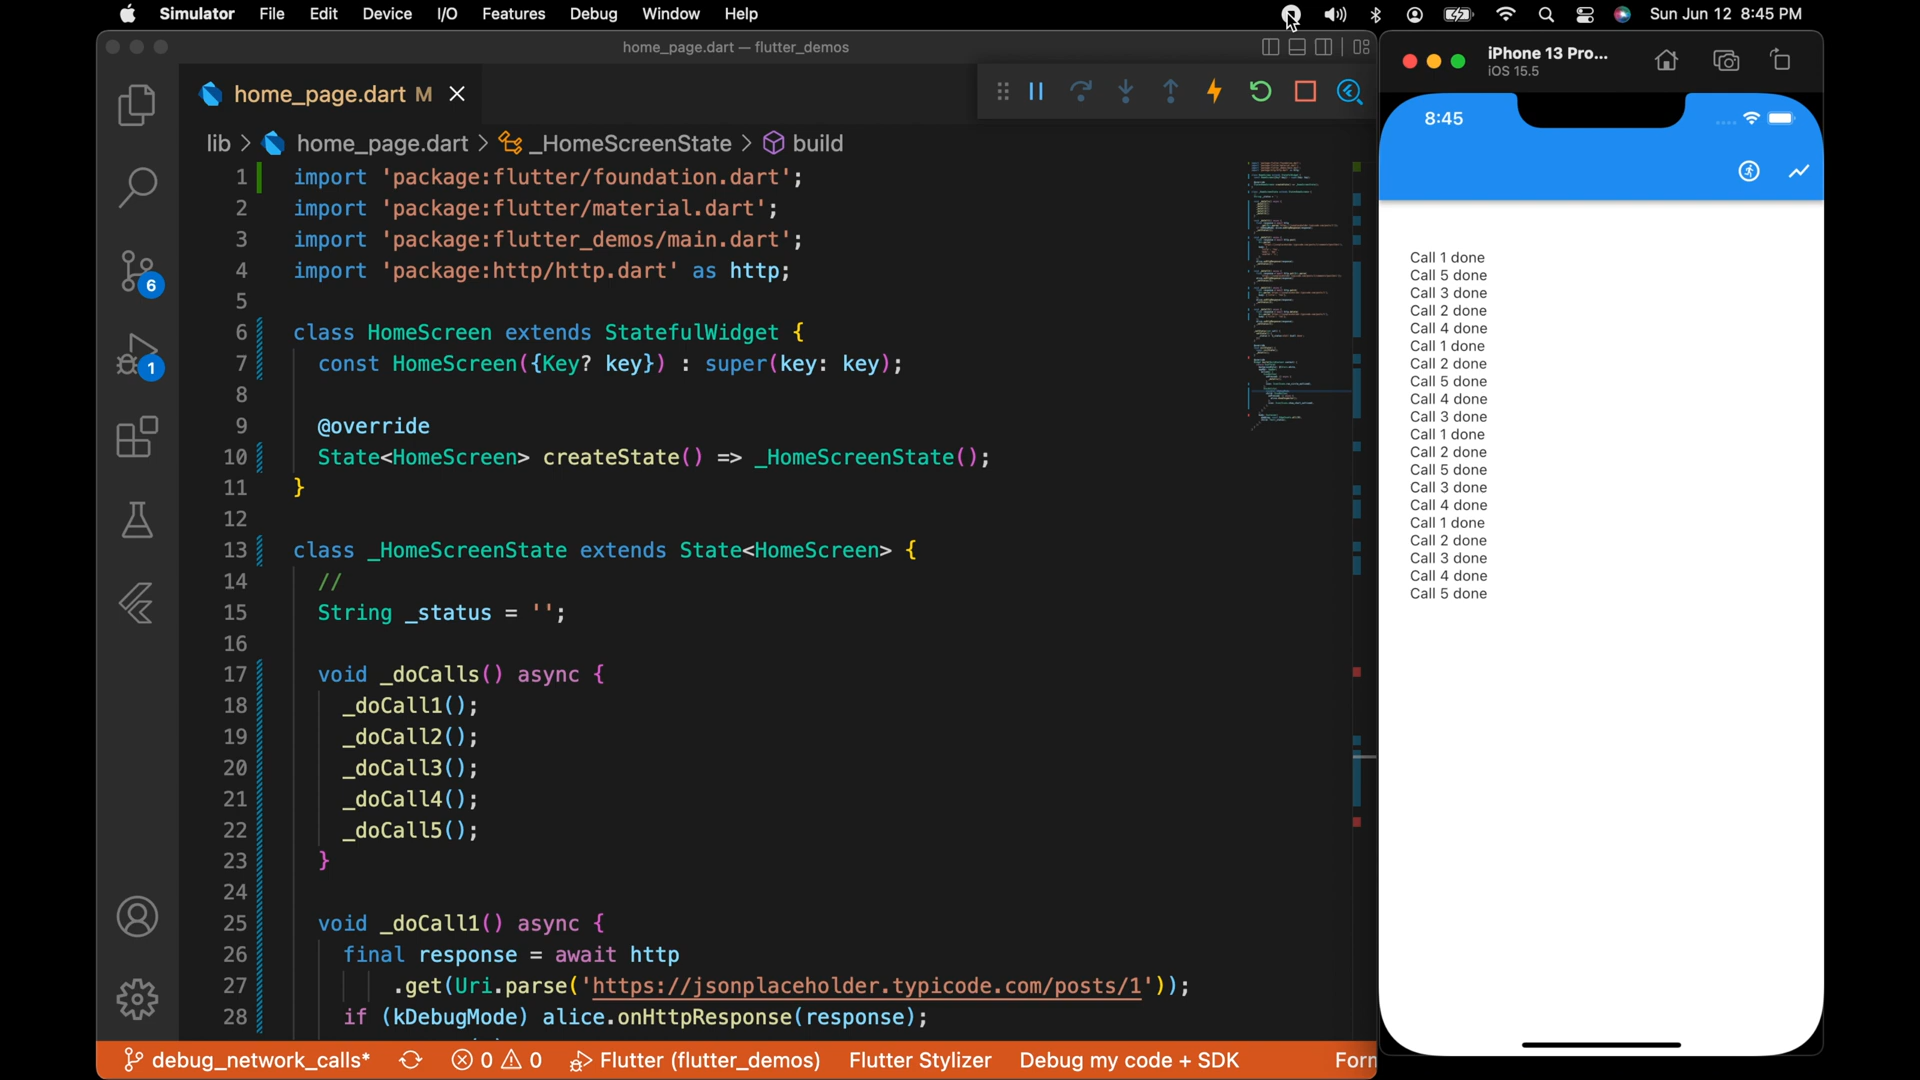 Simulator File Edit Device I/O Features Debug Window Help Sun Jun 12 8:45 PM
home_page.dart — flutter_demos
home_page.dart M
lib > home_page.dart > _HomeScreenState > build
1 import 'package:flutter/foundation.dart';
2 import 'package:flutter/material.dart';
3 import 'package:flutter_demos/main.dart';
4 import 'package:http/http.dart' as http;
5
6 class HomeScreen extends StatefulWidget {
7 const HomeScreen({Key? key}) : super(key: key);
8
9 @override
10 State<HomeScreen> createState() => _HomeScreenState();
11 }
12
13 class _HomeScreenState extends State<HomeScreen> {
14 //
15 String _status = '';
16
17 void _doCalls() async {
18 _doCall1();
19 _doCall2();
20 _doCall3();
21 _doCall4();
22 _doCall5();
23 }
24
25 void _doCall1() async {
26 final response = await http
27 .get(Uri.parse('https://jsonplaceholder.typicode.com/posts/1'));
28 if (kDebugMode) alice.onHttpResponse(response);
6
1
debug_network_calls* 0 0 Flutter (flutter_demos) Flutter Stylizer Debug my code + SDK Form
iPhone 13 Pro...
iOS 15.5
8:45
Call 1 done
Call 5 done
Call 3 done
Call 2 done
Call 4 done
Call 1 done
Call 2 done
Call 5 done
Call 4 done
Call 3 done
Call 1 done
Call 2 done
Call 5 done
Call 3 done
Call 4 done
Call 1 done
Call 2 done
Call 3 done
Call 4 done
Call 5 done